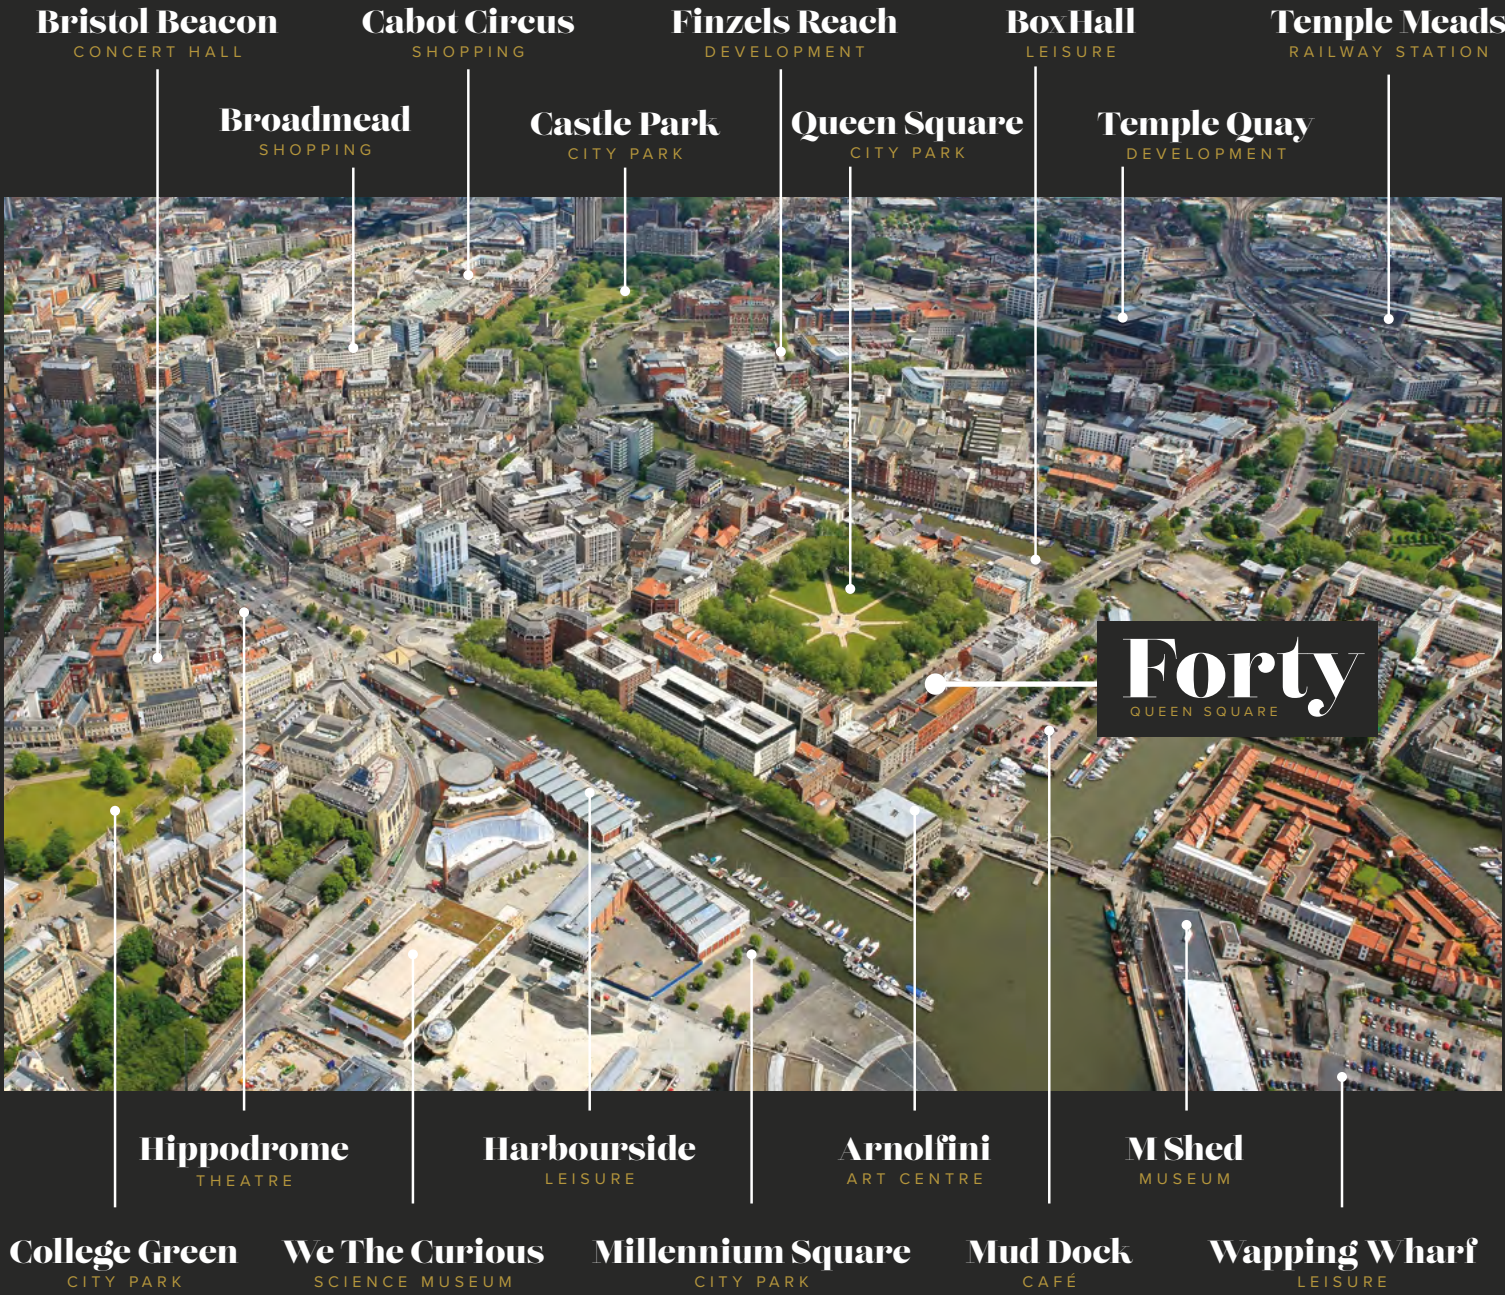 Bristol Beacon
CONCERT HALL
Cabot Circus
SHOPPING
Finzels Reach
DEVELOPMENT
BoxHall
LEISURE
Temple Meads
RAILWAY STATION
Broadmead
SHOPPING
Castle Park
CITY PARK
Queen Square
CITY PARK
Temple Quay
DEVELOPMENT
Forty
QUEEN SQUARE
Hippodrome
THEATRE
Harbourside
LEISURE
Arnolfini
ART CENTRE
M Shed
MUSEUM
College Green
CITY PARK
We The Curious
SCIENCE MUSEUM
Millennium Square
CITY PARK
Mud Dock
CAFÉ
Wapping Wharf
LEISURE